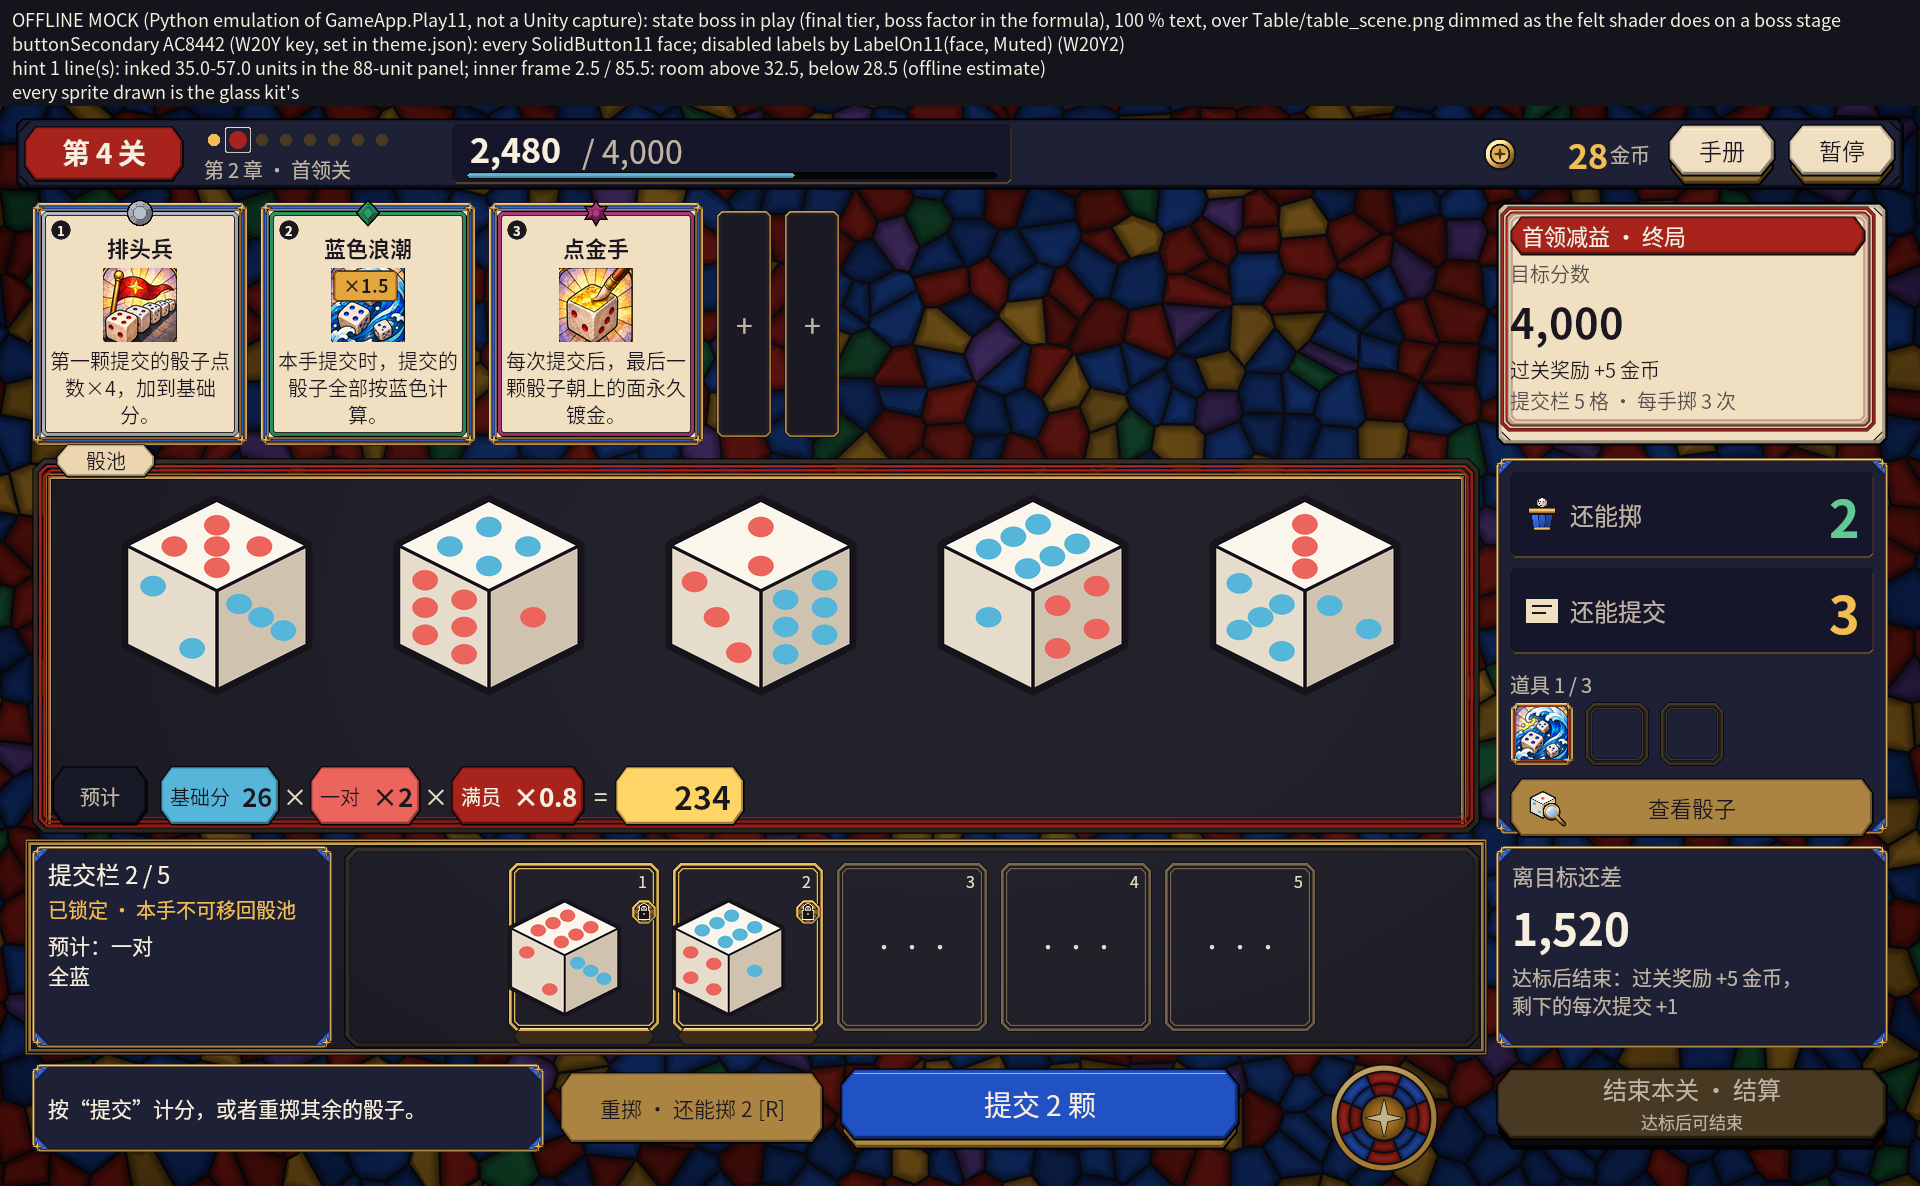 OFFLINE MOCK (Python emulation of GameApp.Play11, not a Unity capture): state boss in play (final tier, boss factor in the formula), 100 % text, over Table/table_scene.png dimmed as the felt shader does on a boss stage
buttonSecondary AC8442 (W20Y key, set in theme.json): every SolidButton11 face; disabled labels by LabelOn11(face, Muted) (W20Y2)
hint 1 line(s): inked 35.0-57.0 units in the 88-unit panel; inner frame 2.5 / 85.5: room above 32.5, below 28.5 (offline estimate)
every sprite drawn is the glass kit's
第 4 关
第 2 章 · 首领关
2,480 / 4,000
28 金币
手册
暂停
1
排头兵
第一颗提交的骰子点
数×4，加到基础
分。
2
蓝色浪潮
×1.5
本手提交时，提交的
骰子全部按蓝色计
算。
3
点金手
每次提交后，最后一
颗骰子朝上的面永久
镀金。
+
+
首领减益 · 终局
目标分数
4,000
过关奖励 +5 金币
提交栏 5 格 · 每手掷 3 次
骰池
还能掷 2
还能提交 3
道具 1 / 3
查看骰子
预计 基础分 26 × 一对 ×2 × 满员 ×0.8 = 234
提交栏 2 / 5
已锁定 · 本手不可移回骰池
预计：一对
全蓝
1
2
3
4
5
离目标还差
1,520
达标后结束：过关奖励 +5 金币，
剩下的每次提交 +1
按“提交”计分，或者重掷其余的骰子。
重掷 · 还能掷 2 [R]
提交 2 颗
结束本关 · 结算
达标后可结束